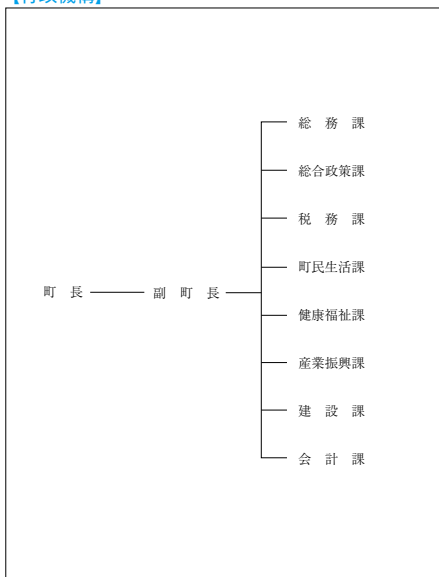 総務課
総合政策課
税務課
町民生活課
町長 副町長
健康福祉課
産業振興課
建設課
会計課